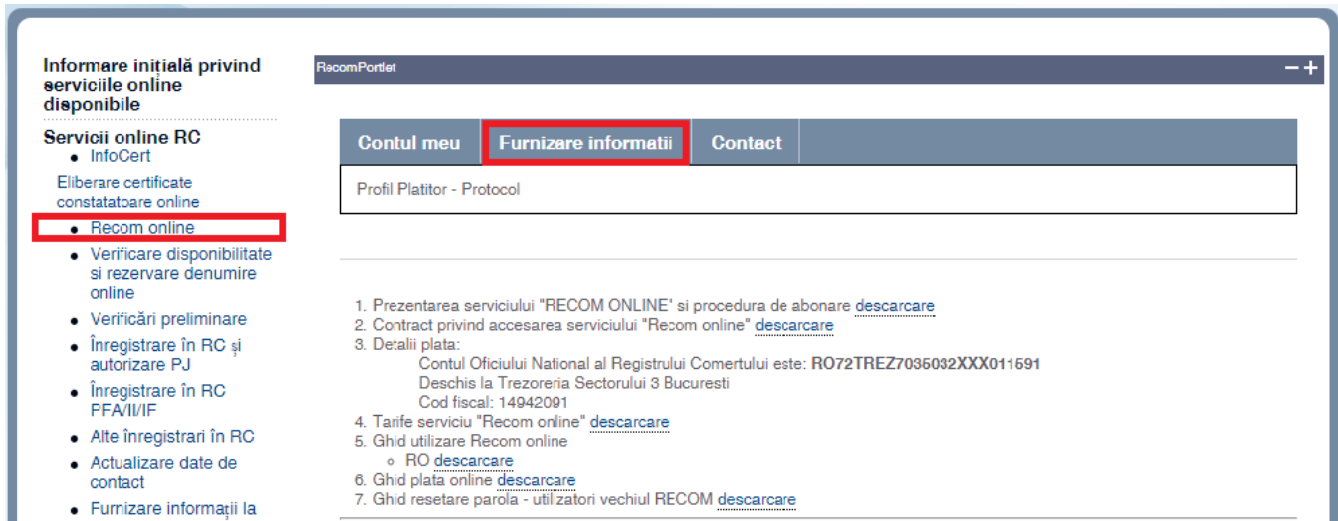 Informare inițială privind
serviciile online
disponibile
Servicii online RC
InfoCert
Eliberare certificate
constatatoare online
Recom online
Verificare disponibilitate
si rezervare denumire
online
Verificări preliminare
Înregistrare în RC și
autorizare PJ
Înregistrare în RC
PFA/II/IF
Alte înregistrari în RC
Actualizare date de
contact
Furnizare informații la
RecomPortlet
Contul meu Furnizare informatii Contact
Profil Platitor - Protocol
1. Prezentarea serviciului "RECOM ONLINE" si procedura de abonare descarcare
2. Contract privind accesarea serviciului "Recom online" descarcare
3. Detalii plata:
Contul Oficiului National al Registrului Comertului este: RO72TREZ7035032XXX011591
Deschis la Trezoreria Sectorului 3 Bucuresti
Cod fiscal: 14942091
4. Tarife serviciu "Recom online" descarcare
5. Ghid utilizare Recom online
RO descarcare
6. Ghid plata online descarcare
7. Ghid resetare parola - utilizatori vechiul RECOM descarcare